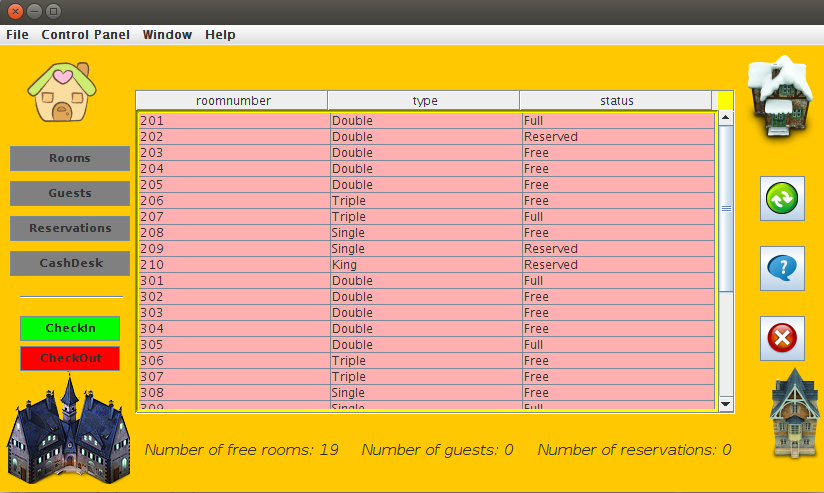 File Control Panel Window Help
roomnumber type status
201 Double Full
202 Double Reserved
203 Double Free
204 Double Free
205 Double Free
206 Triple Free
207 Triple Full
208 Single Free
209 Single Reserved
210 King Reserved
301 Double Full
302 Double Free
303 Double Free
304 Double Free
305 Double Full
306 Triple Free
307 Triple Free
308 Single Free
309 Single Full
Rooms
Guests
Reservations
CashDesk
CheckIn
CheckOut
?
Number of free rooms: 19 Number of guests: 0 Number of reservations: 0